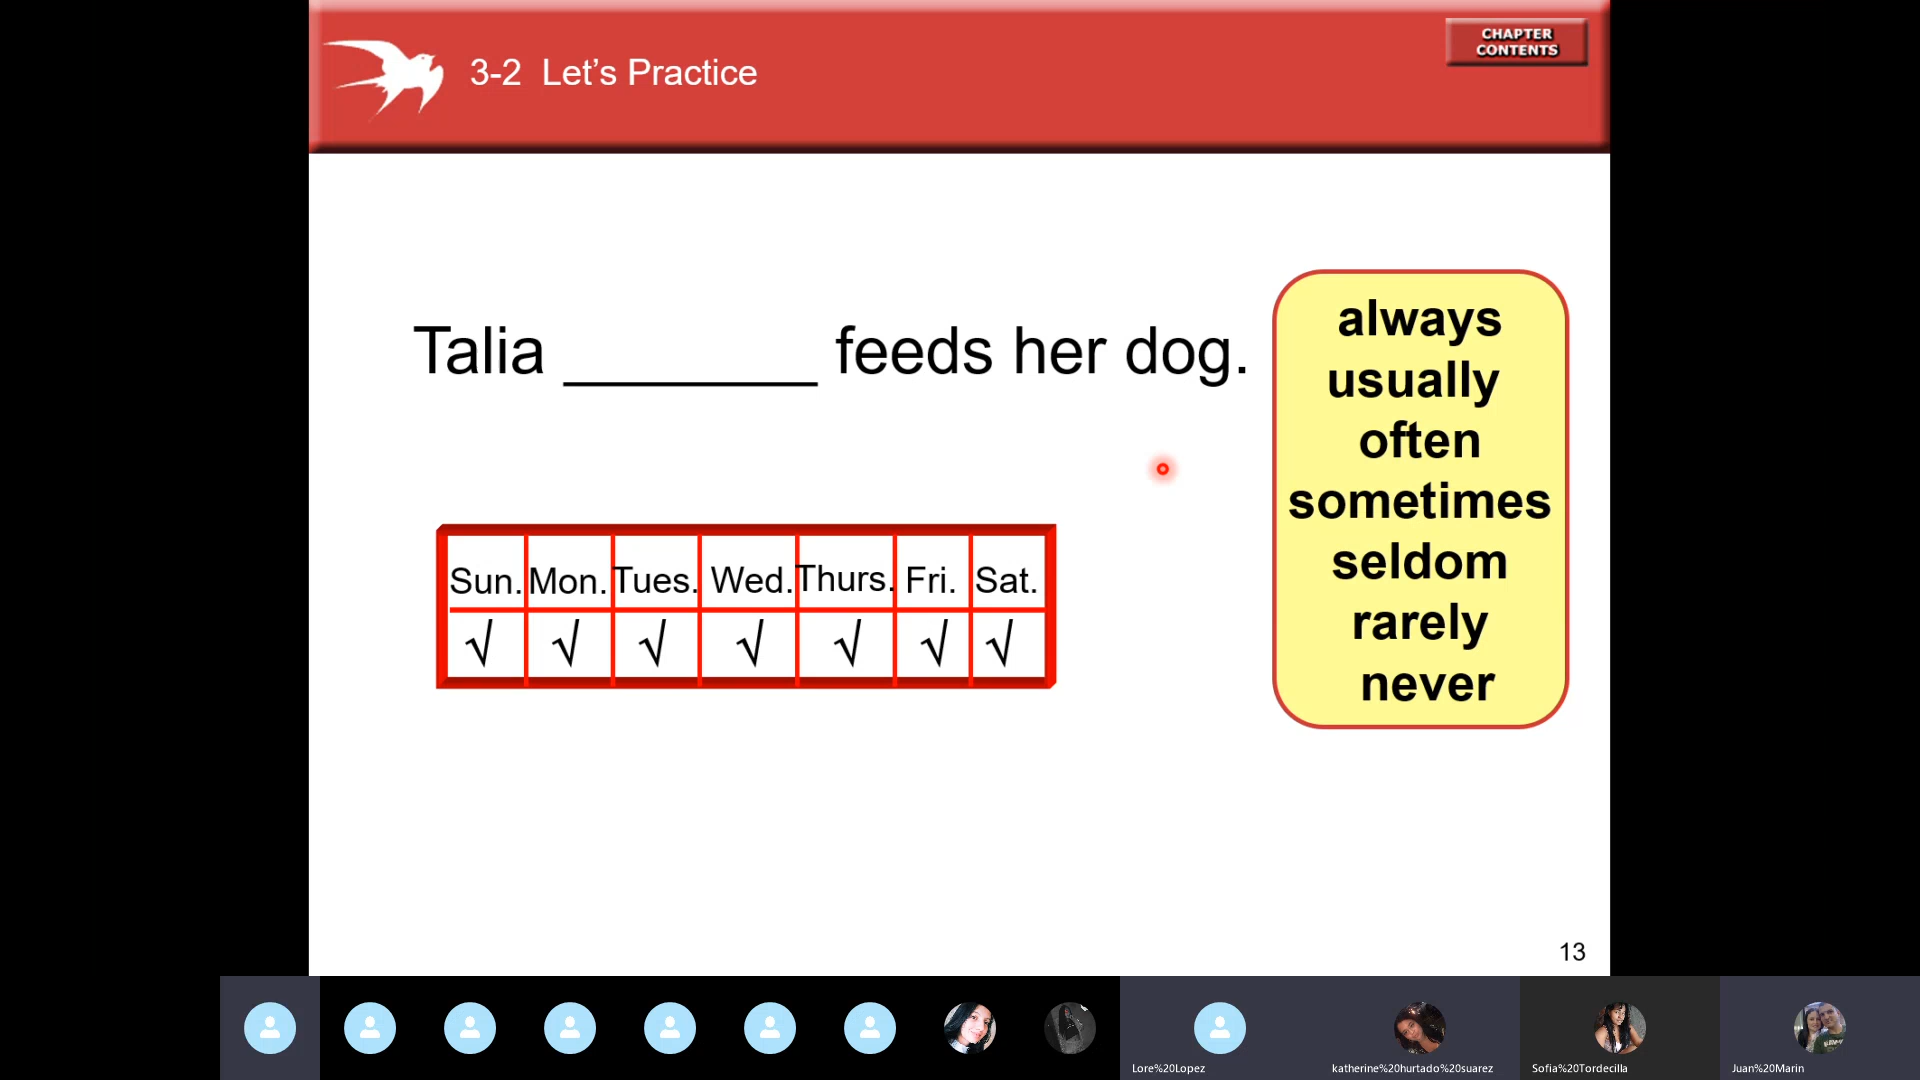 CHAPTER
CONTENTS
3-2 Let’s Practice
Talia _______ feeds her dog.
always
usually
often
sometimes
seldom
rarely
never
Sun. Mon. Tues. Wed. Thurs. Fri. Sat.
√ √ √ √ √ √ √
13
Lore%20Lopez katherine%20hurtado%20suarez Sofia%20Tordecilla Juan%20Marin